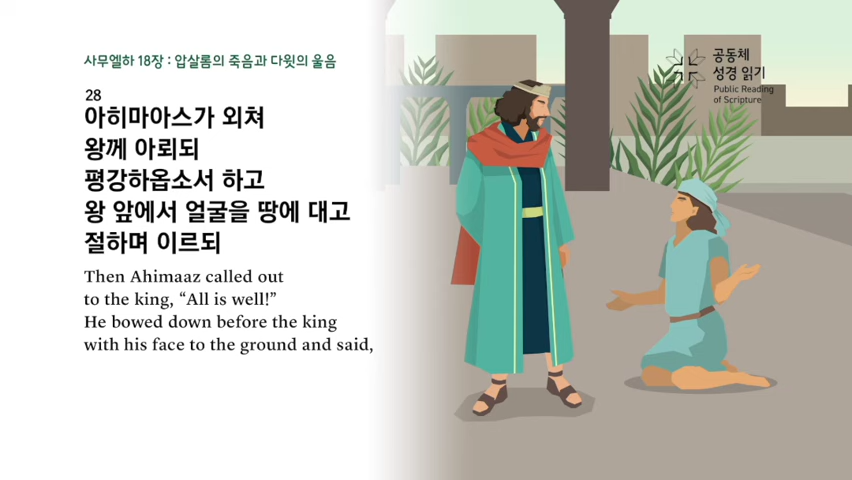 사무엘하 18장 : 압살롬의 죽음과 다윗의 울음
28
아히마아스가 외쳐
왕께 아뢰되
평강하옵소서 하고
왕 앞에서 얼굴을 땅에 대고
절하며 이르되
Then Ahimaaz called out
to the king, “All is well!”
He bowed down before the king
with his face to the ground and said,
공동체
성경 읽기
Public Reading
of Scripture